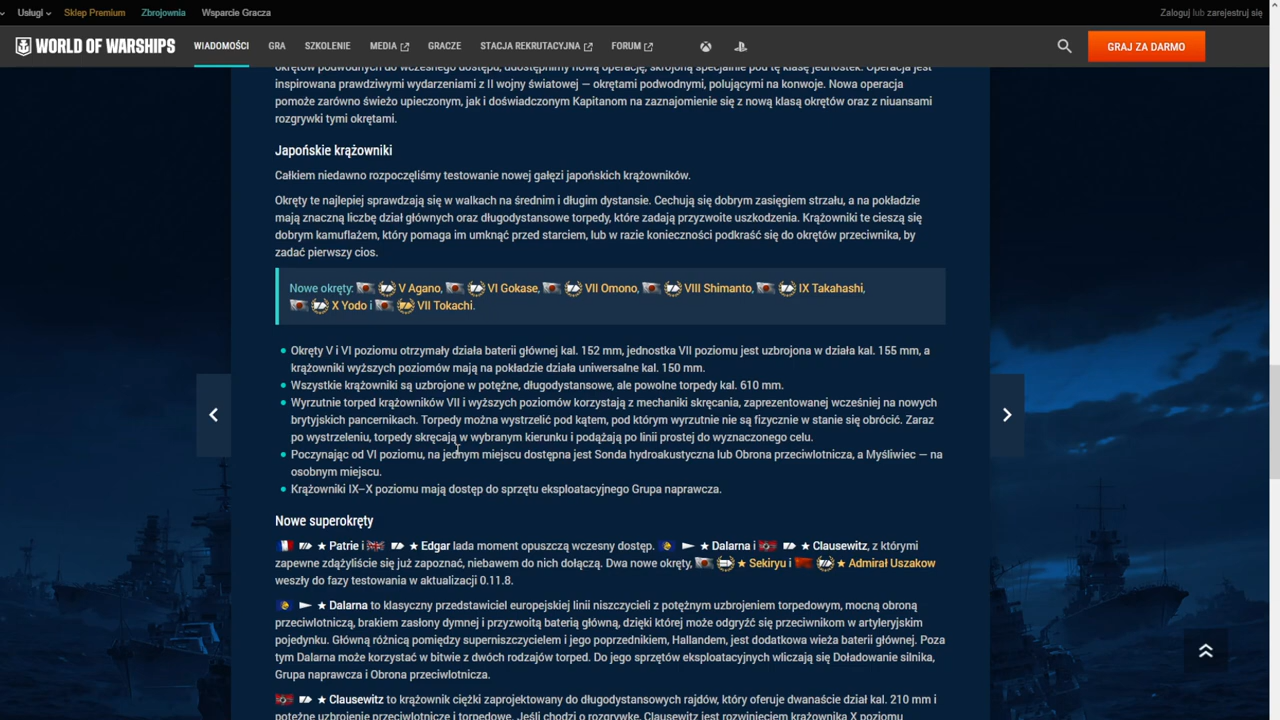 Usługi Sklep Premium Zbrojownia Wsparcie Gracza Zaloguj lub zarejestruj się
WORLD OF WARSHIPS WIADOMOŚCI GRA SZKOLENIE MEDIA GRACZE STACJA REKRUTACYJNA FORUM GRAJ ZA DARMO
okrętów podwodnych do wczesnego dostępu, udostępnimy nową operację, skrojoną specjalnie pod tę klasę jednostek. Operacja jest
inspirowana prawdziwymi wydarzeniami z II wojny światowej — okrętami podwodnymi, polującymi na konwoje. Nowa operacja
pomoże zarówno świeżo upieczonym, jak i doświadczonym Kapitanom na zaznajomienie się z nową klasą okrętów oraz z niuansami
rozgrywki tymi okrętami.
Japońskie krążowniki
Całkiem niedawno rozpoczęliśmy testowanie nowej gałęzi japońskich krążowników.
Okręty te najlepiej sprawdzają się w walkach na średnim i długim dystansie. Cechują się dobrym zasięgiem strzału, a na pokładzie
mają znaczną liczbę dział głównych oraz długodystansowe torpedy, które zadają przyzwoite uszkodzenia. Krążowniki te cieszą się
dobrym kamuflażem, który pomaga im umknąć przed starciem, lub w razie konieczności podkraść się do okrętów przeciwnika, by
zadać pierwszy cios.
Nowe okręty: V Agano, VI Gokase, VII Omono, VIII Shimanto, IX Takahashi,
X Yodo i VII Tokachi.
Okręty V i VI poziomu otrzymały działa baterii głównej kal. 152 mm, jednostka VII poziomu jest uzbrojona w działa kal. 155 mm, a
krążowniki wyższych poziomów mają na pokładzie działa uniwersalne kal. 150 mm.
Wszystkie krążowniki są uzbrojone w potężne, długodystansowe, ale powolne torpedy kal. 610 mm.
Wyrzutnie torped krążowników VII i wyższych poziomów korzystają z mechaniki skręcania, zaprezentowanej wcześniej na nowych
brytyjskich pancernikach. Torpedy można wystrzelić pod kątem, pod którym wyrzutnie nie są fizycznie w stanie się obrócić. Zaraz
po wystrzeleniu, torpedy skręcają w wybranym kierunku i podążają po linii prostej do wyznaczonego celu.
Poczynając od VI poziomu, na jednym miejscu dostępna jest Sonda hydroakustyczna lub Obrona przeciwlotnicza, a Myśliwiec — na
osobnym miejscu.
Krążowniki IX–X poziomu mają dostęp do sprzętu eksploatacyjnego Grupa naprawcza.
Nowe superokręty
★ Patrie i ★ Edgar lada moment opuszczą wczesny dostęp. ★ Dalarna i ★ Clausewitz, z którymi
zapewne zdążyliście się już zapoznać, niebawem do nich dołączą. Dwa nowe okręty, ★ Sekiryu i ★ Admirał Uszakow
weszły do fazy testowania w aktualizacji 0.11.8.
★ Dalarna to klasyczny przedstawiciel europejskiej linii niszczycieli z potężnym uzbrojeniem torpedowym, mocną obroną
przeciwlotniczą, brakiem zasłony dymnej i przyzwoitą baterią główną, dzięki której może odgryźć się przeciwnikom w artyleryjskim
pojedynku. Główną różnicą pomiędzy superniszczycielem i jego poprzednikiem, Hallandem, jest dodatkowa wieża baterii głównej. Poza
tym Dalarna może korzystać w bitwie z dwóch rodzajów torped. Do jego sprzętów eksploatacyjnych wliczają się Doładowanie silnika,
Grupa naprawcza i Obrona przeciwlotnicza.
★ Clausewitz to krążownik ciężki zaprojektowany do długodystansowych rajdów, który oferuje dwanaście dział kal. 210 mm i
potężne uzbrojenie przeciwlotnicze i torpedowe. Jeśli chodzi o rozgrywkę, Clausewitz jest rozwinięciem krążownika X poziomu